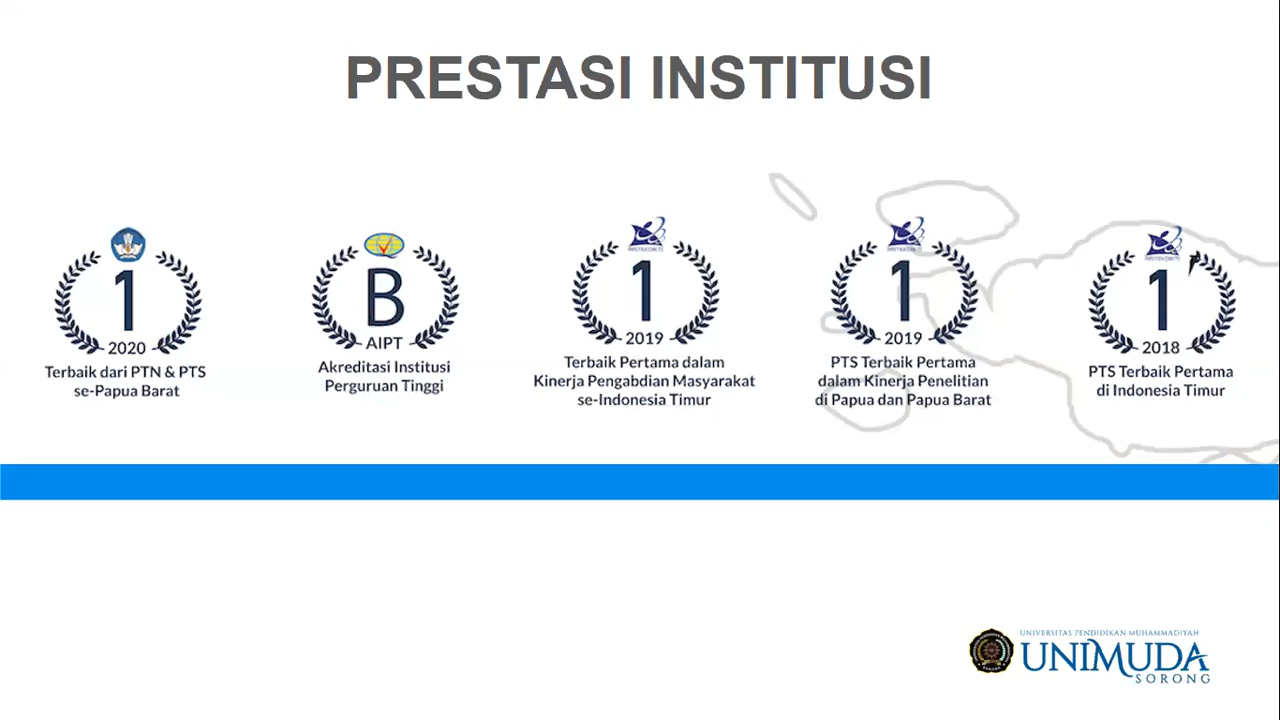 PRESTASI INSTITUSI
1
2020
Terbaik dari PTN & PTS
se-Papua Barat
B
AIPT
Akreditasi Institusi
Perguruan Tinggi
1
2019
Terbaik Pertama dalam
Kinerja Pengabdian Masyarakat
se-Indonesia Timur
1
2019
PTS Terbaik Pertama
dalam Kinerja Penelitian
di Papua dan Papua Barat
1
2018
PTS Terbaik Pertama
di Indonesia Timur
UNIVERSITAS PENDIDIKAN MUHAMMADIYAH
UNIMUDA
SORONG